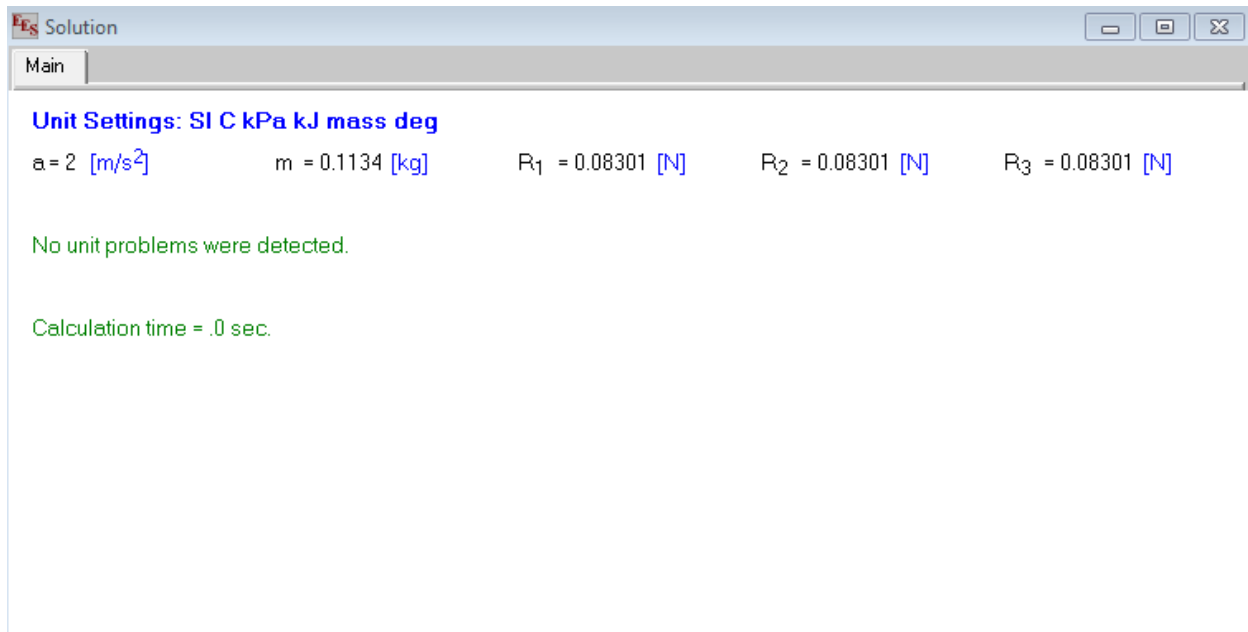 EES Solution
Main
Unit Settings: SI C kPa kJ mass deg
a = 2 [m/s²] m = 0.1134 [kg] R₁ = 0.08301 [N] R₂ = 0.08301 [N] R₃ = 0.08301 [N]
No unit problems were detected.
Calculation time = .0 sec.